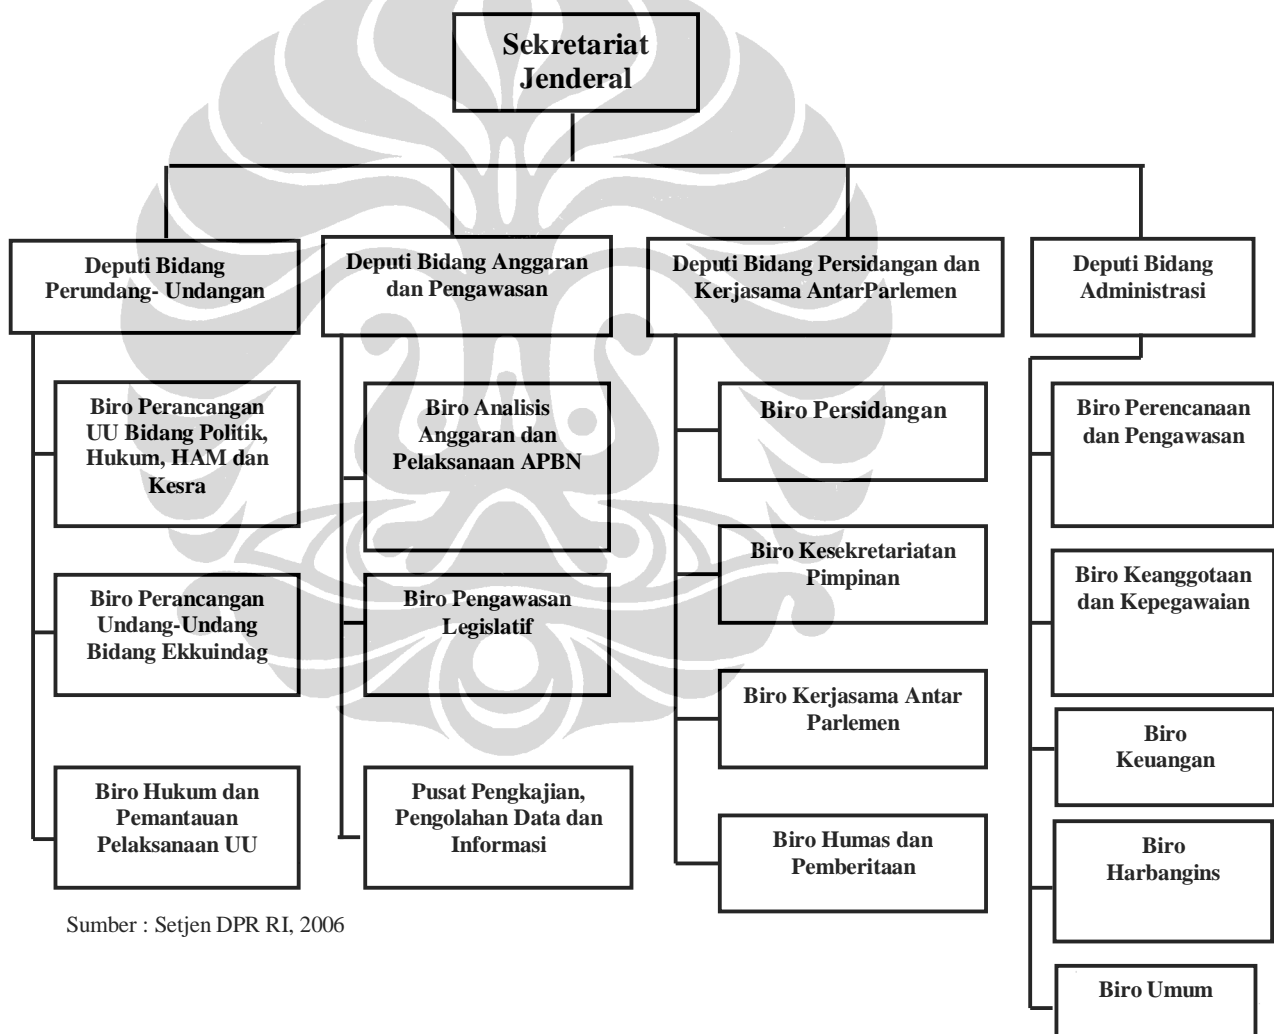 Sekretariat
Jenderal
Deputi Bidang
Perundang- Undangan
Deputi Bidang Anggaran
dan Pengawasan
Deputi Bidang Persidangan dan
Kerjasama AntarParlemen
Deputi Bidang
Administrasi
Biro Perancangan
UU Bidang Politik,
Hukum, HAM dan
Kesra
Biro Perancangan
Undang-Undang
Bidang Ekkuindag
Biro Hukum dan
Pemantauan
Pelaksanaan UU
Biro Analisis
Anggaran dan
Pelaksanaan APBN
Biro Pengawasan
Legislatif
Pusat Pengkajian,
Pengolahan Data dan
Informasi
Biro Persidangan
Biro Kesekretariatan
Pimpinan
Biro Kerjasama Antar
Parlemen
Biro Humas dan
Pemberitaan
Biro Perencanaan
dan Pengawasan
Biro Keanggotaan
dan Kepegawaian
Biro
Keuangan
Biro
Harbangins
Biro Umum
Sumber : Setjen DPR RI, 2006